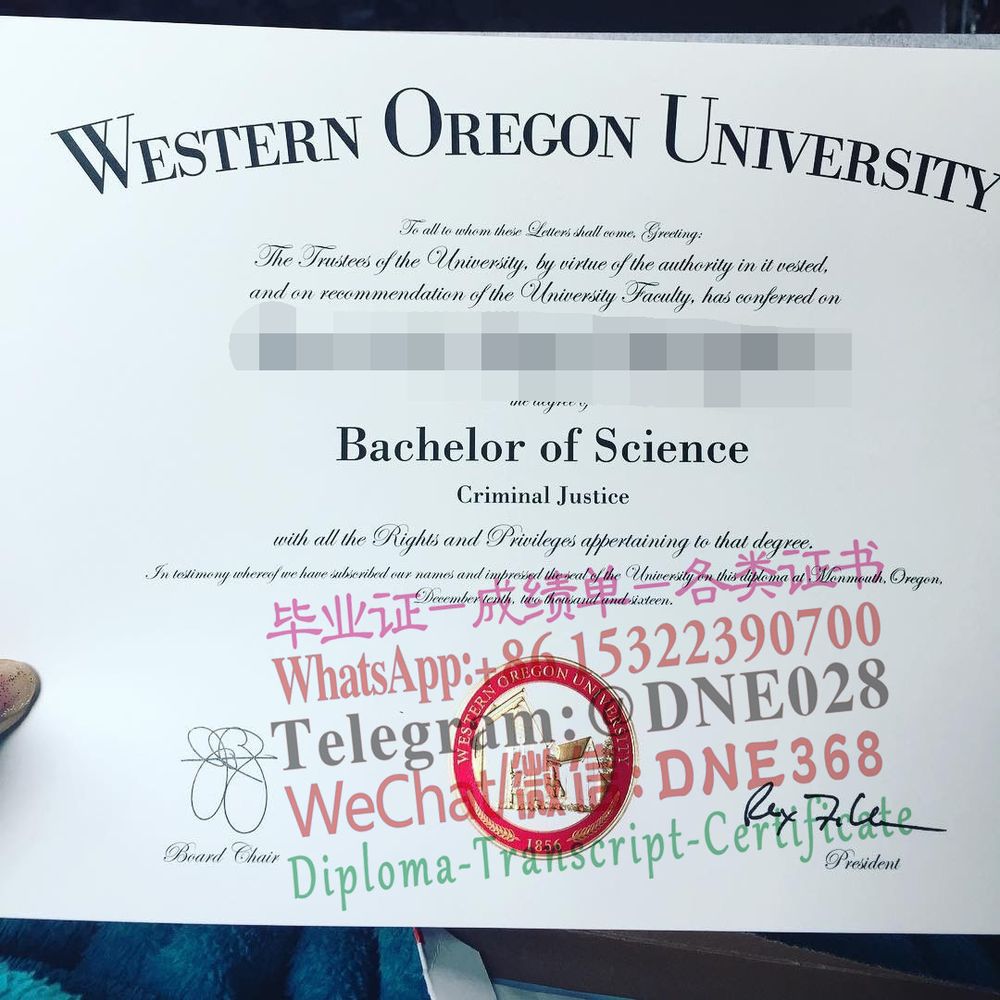 WESTERN OREGON UNIVERSITY
To all to whom these Letters shall come, Greeting:
The Trustees of the University, by virtue of the authority in it vested,
and on recommendation of the University Faculty, has conferred on
the degree of
Bachelor of Science
Criminal Justice
with all the Rights and Privileges appertaining to that degree.
In testimony whereof we have subscribed our names and impressed the seal of the University on this diploma at Monmouth, Oregon,
December tenth, two thousand and sixteen.
毕业证—成绩单—各类证书
WhatsApp:+86 15322390700
Telegram:@DNE028
WeChat/微信:DNE368
Diploma-Transcript-Certificate
WESTERN OREGON UNIVERSITY
1856
Board Chair
President